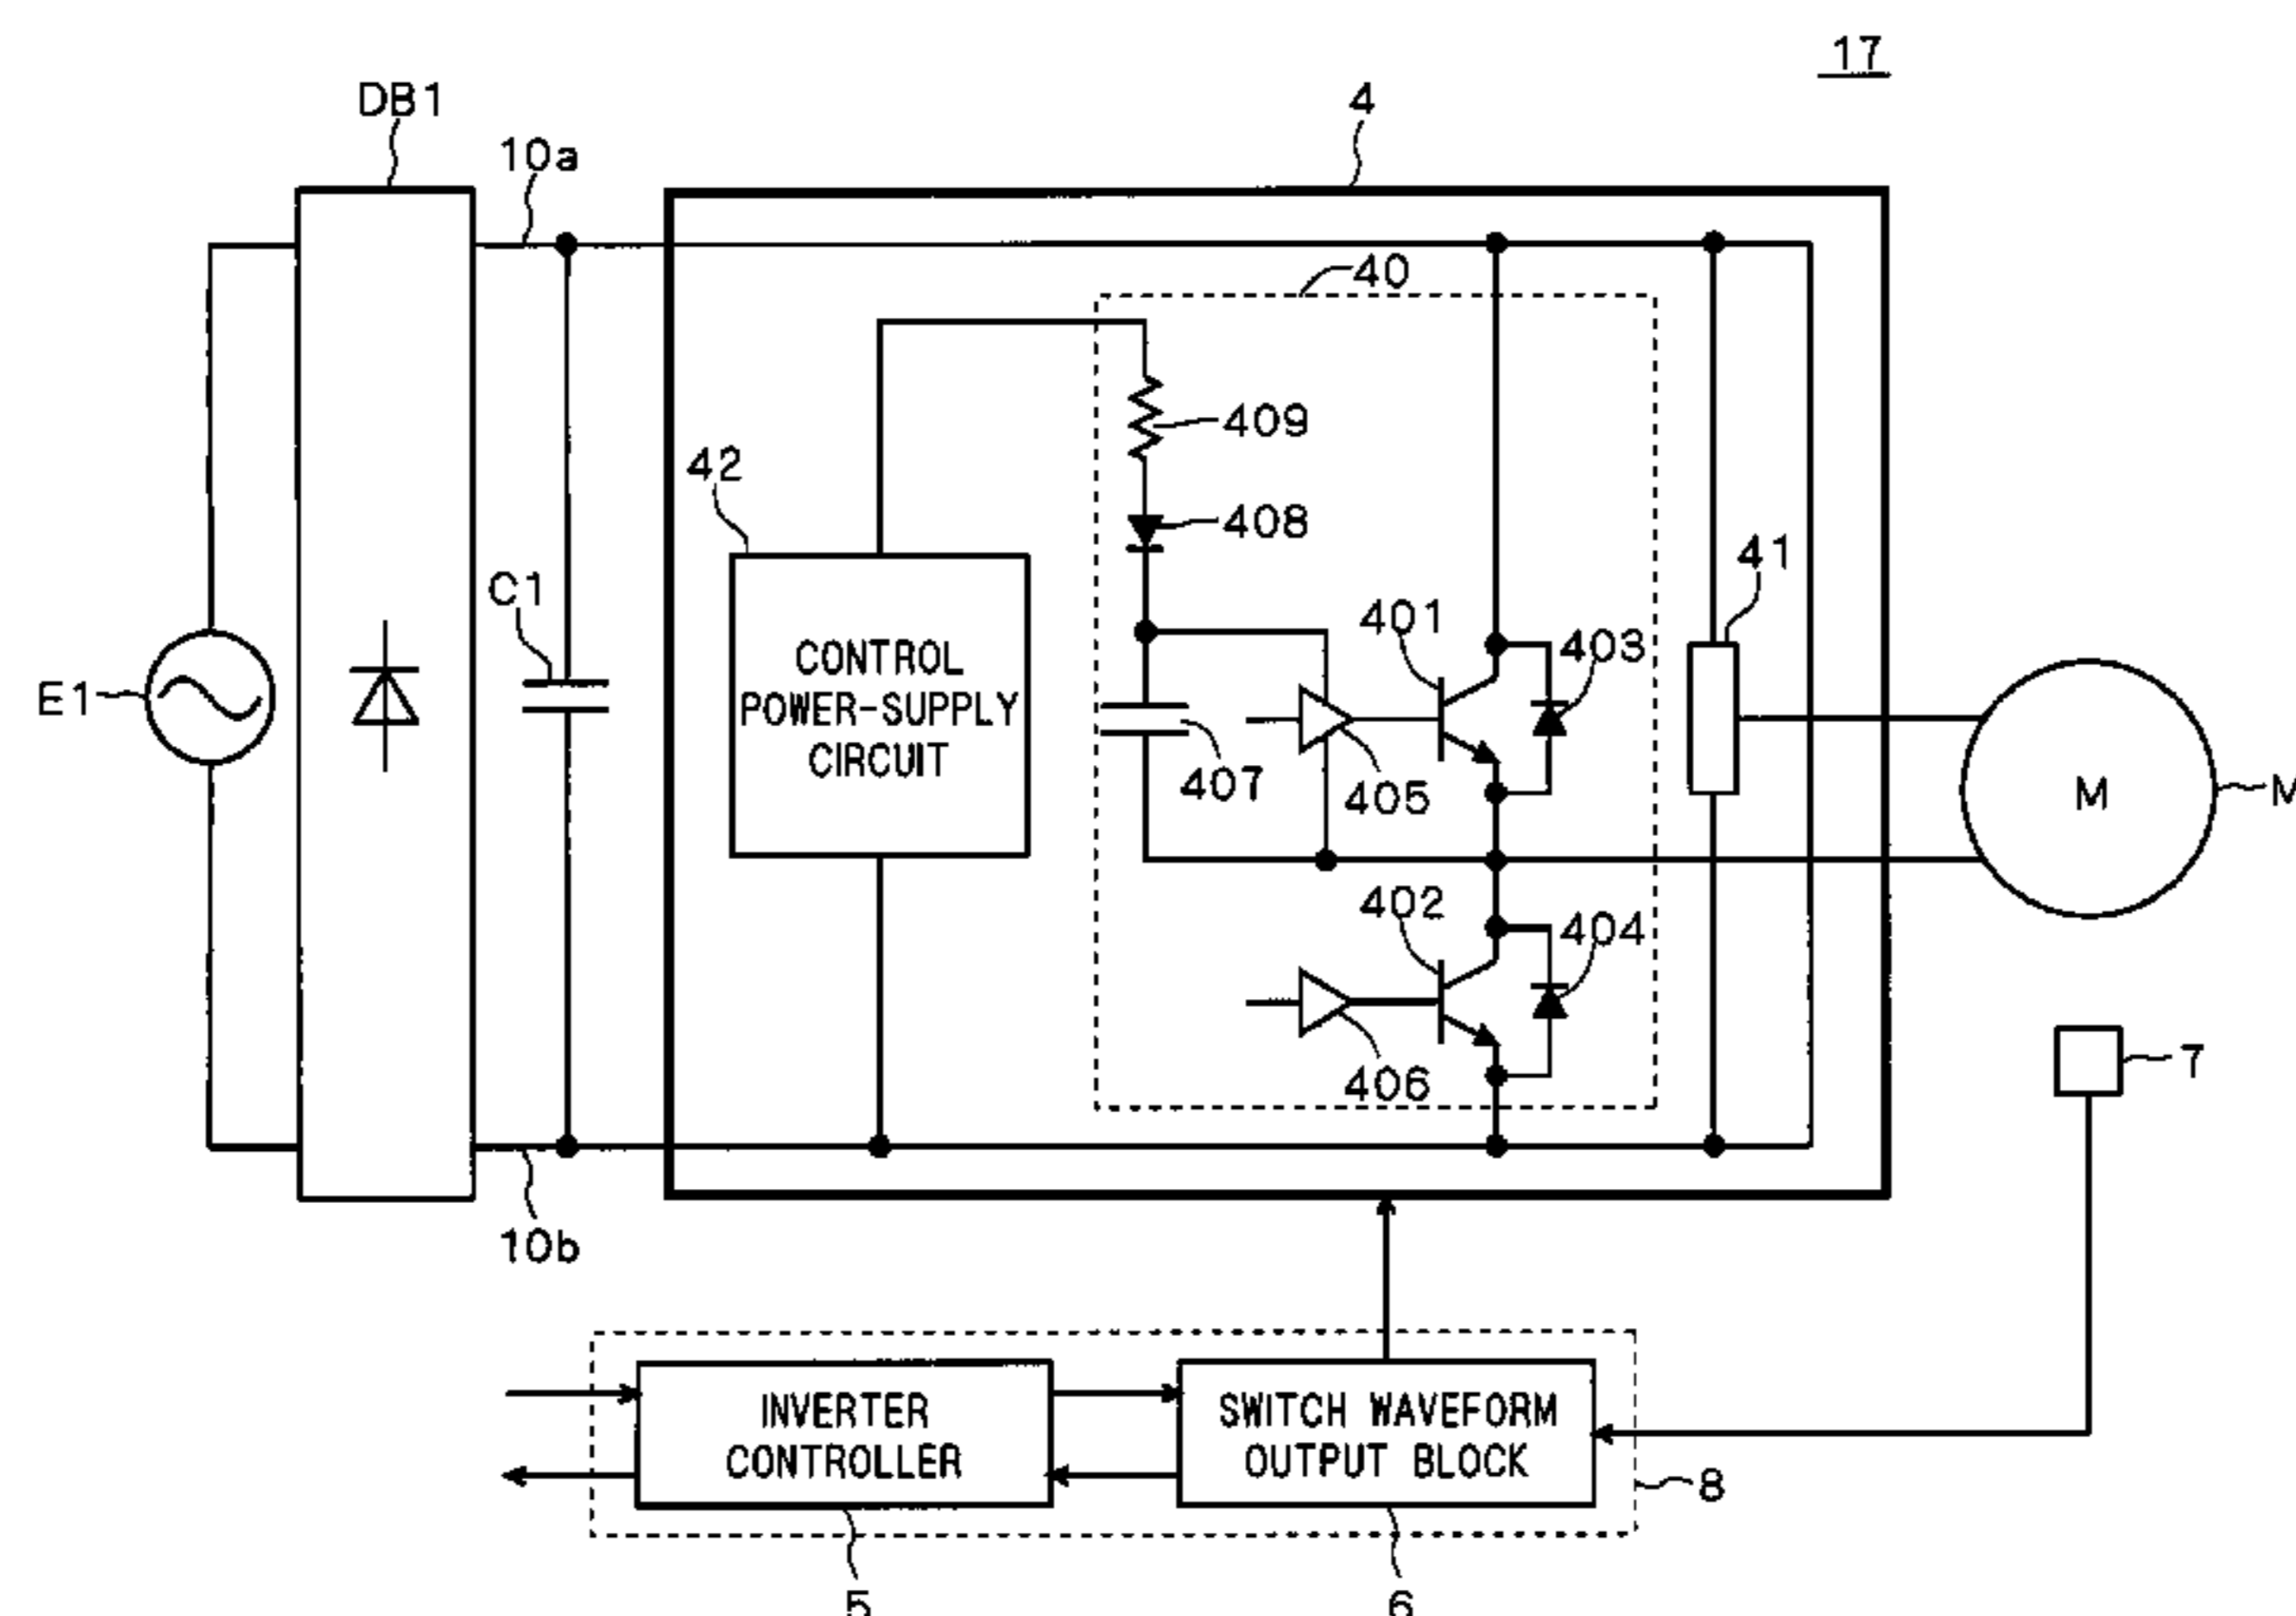 17
DB1
4
10a
40
409
42
408
41
C1
401
403
CONTROL
POWER-SUPPLY
CIRCUIT
E1
407
405
M
M
402
404
406
7
10b
INVERTER
CONTROLLER
SWITCH WAVEFORM
OUTPUT BLOCK
8
5
6